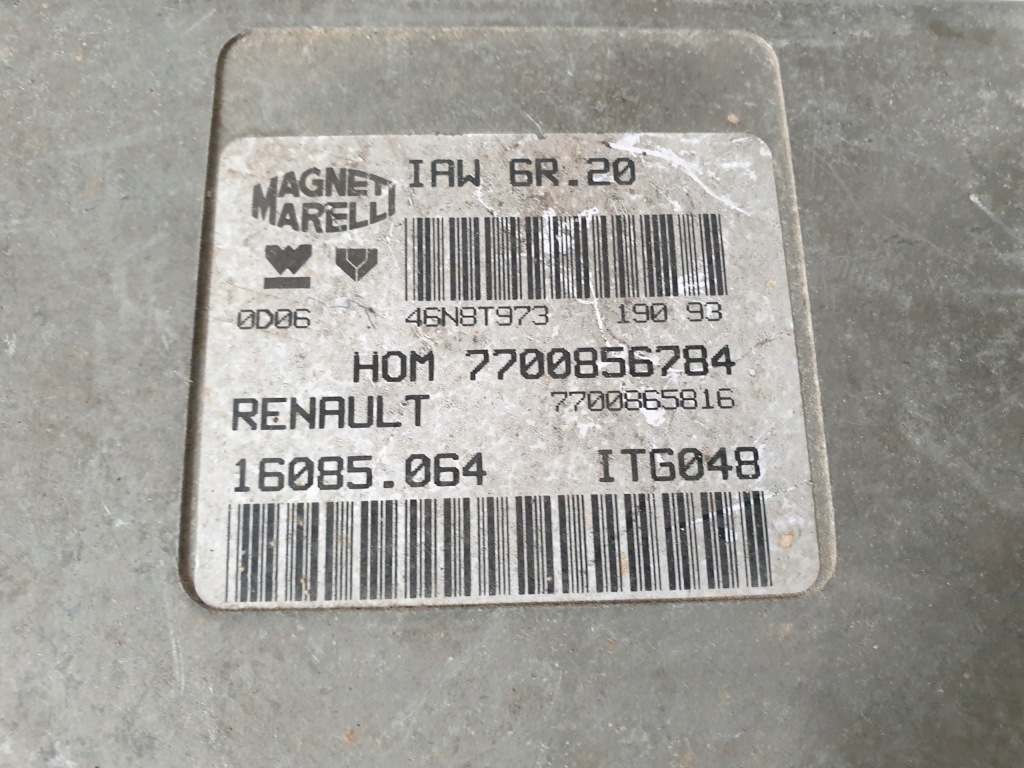 MAGNETI
MARELLI
IAW 6R.20
0D06 46N8T973 190 93
HOM 7700856784
RENAULT 7700865816
16085.064 ITG048